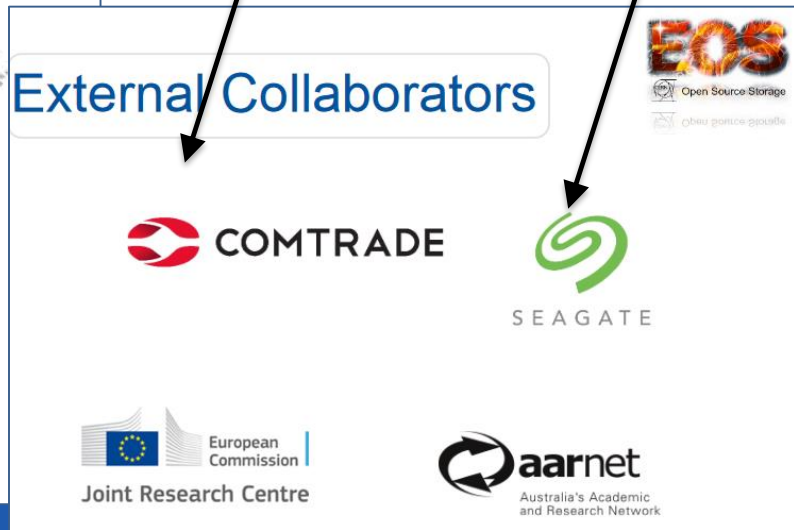 External Collaborators
EOS
Open Source Storage
COMTRADE
SEAGATE
European
Commission
Joint Research Centre
aarnet
Australia's Academic
and Research Network